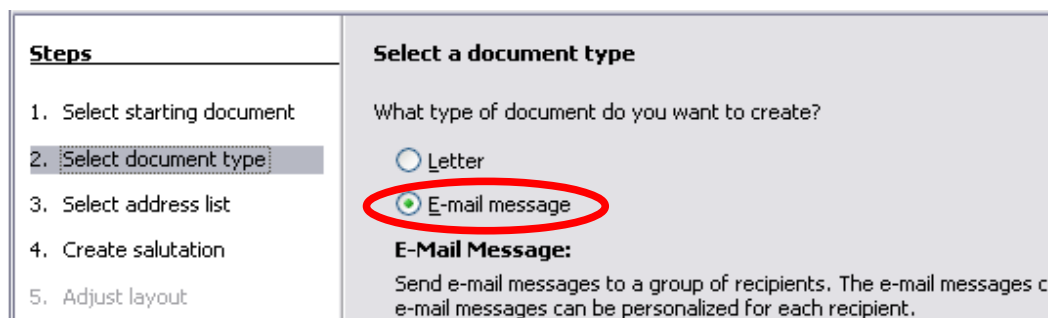 Steps
1. Select starting document
2. Select document type
3. Select address list
4. Create salutation
5. Adjust layout
Select a document type
What type of document do you want to create?
Letter
E-mail message
E-Mail Message:
Send e-mail messages to a group of recipients. The e-mail messages c
e-mail messages can be personalized for each recipient.